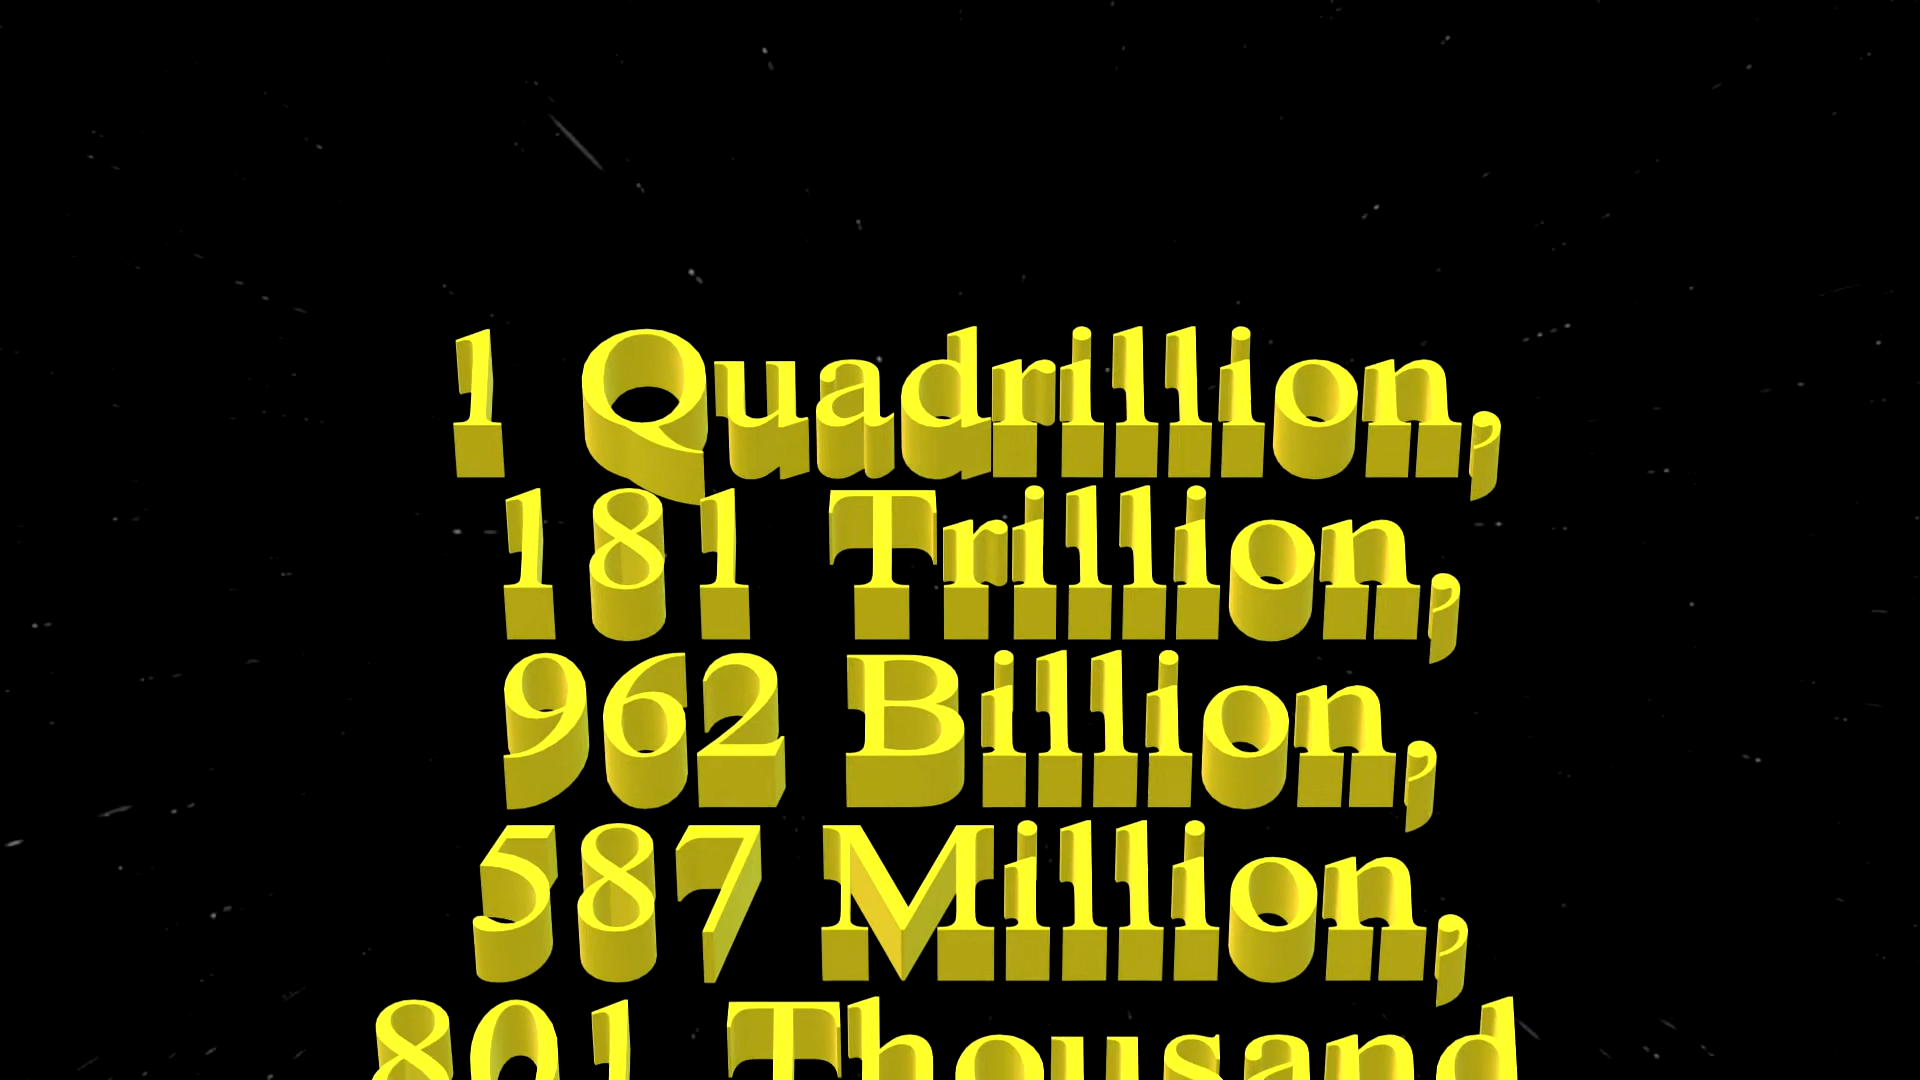 1 Quadrillion,
181 Trillion,
962 Billion,
587 Million,
801 Thousand